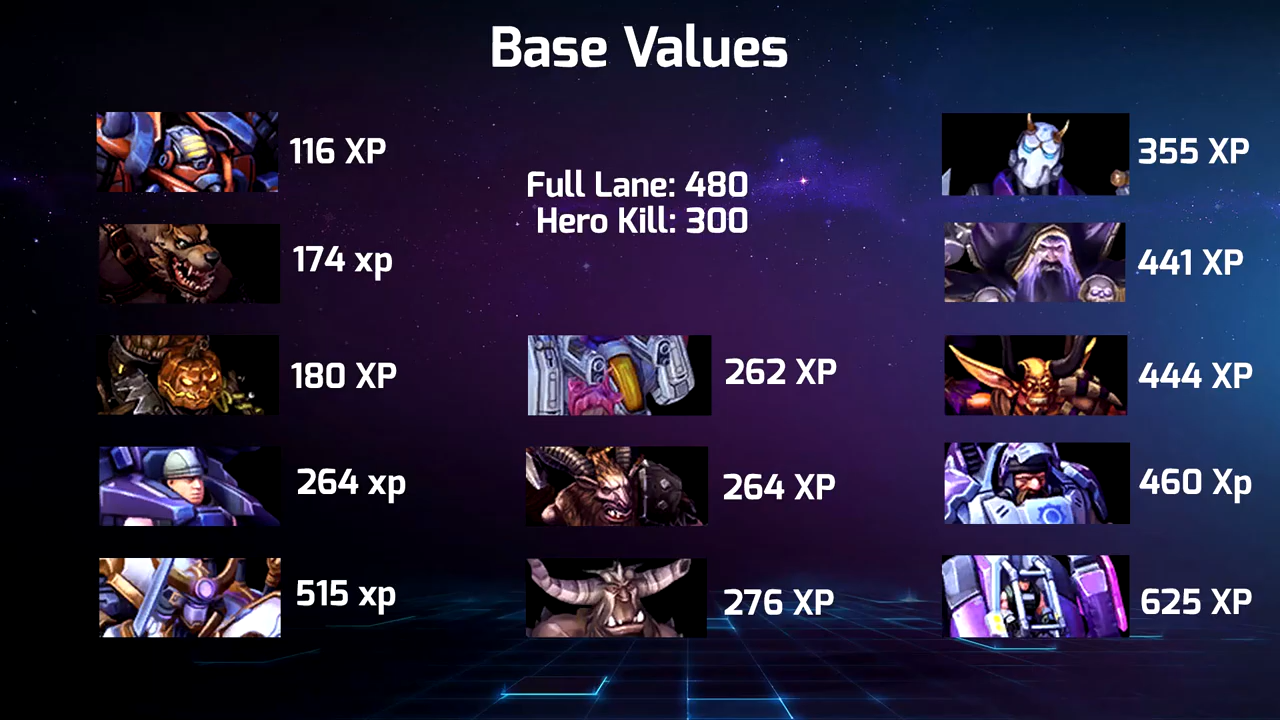 Base Values
116 XP
174 xp
180 XP
264 xp
515 xp
Full Lane: 480
Hero Kill: 300
262 XP
264 XP
276 XP
355 XP
441 XP
444 XP
460 Xp
625 XP